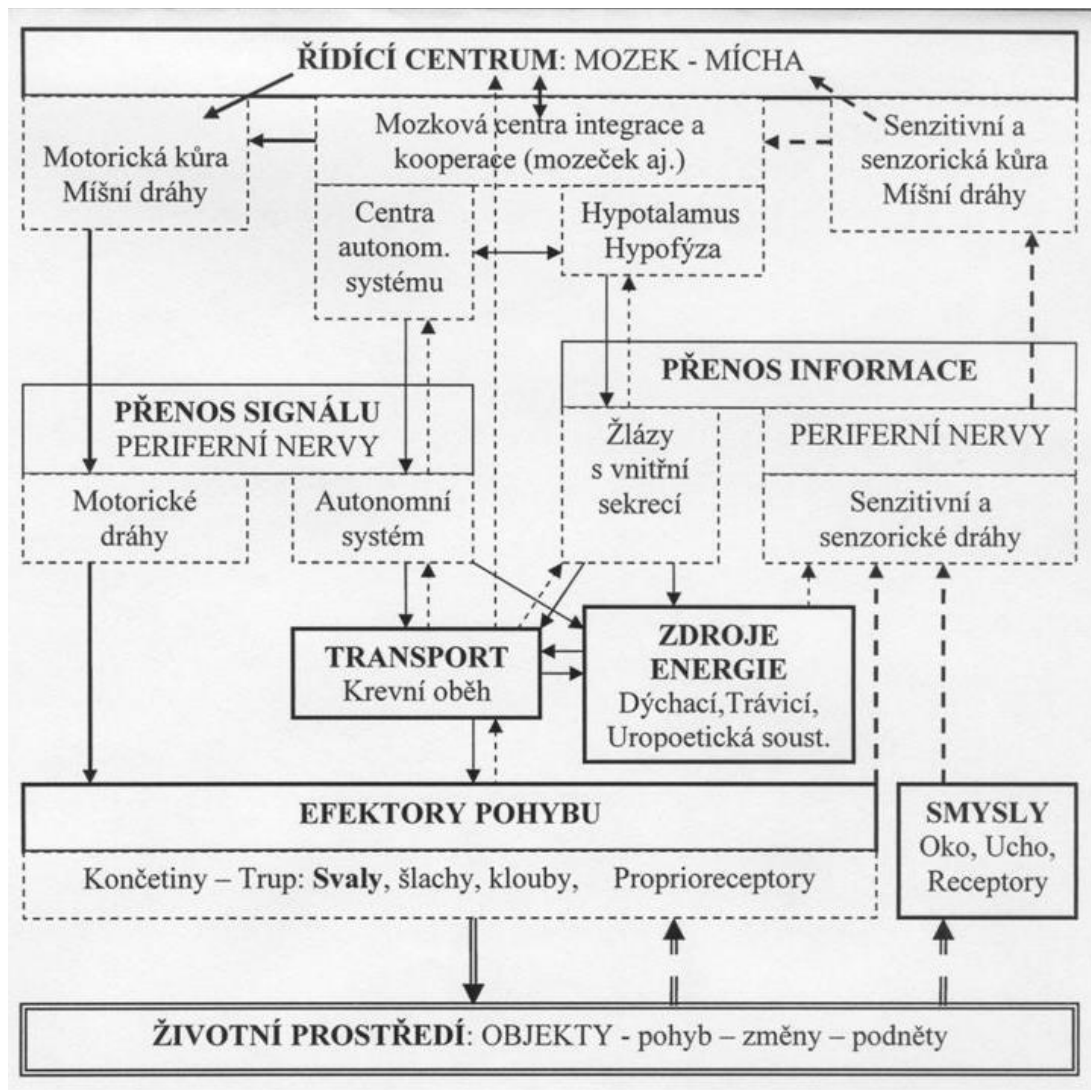 ŘÍDÍCÍ CENTRUM: MOZEK - MÍCHA
Motorická kůra
Míšní dráhy
Mozková centra integrace a
kooperace (mozeček aj.)
Senzitivní a
senzorická kůra
Míšní dráhy
Centra
autonom.
systému
Hypotalamus
Hypofýza
PŘENOS INFORMACE
PŘENOS SIGNÁLU
PERIFERNÍ NERVY
Žlázy
s vnitřní
sekrecí
PERIFERNÍ NERVY
Motorické
dráhy
Autonomní
systém
Senzitivní a
senzorické dráhy
TRANSPORT
Krevní oběh
ZDROJE
ENERGIE
Dýchací,Trávicí,
Uropoetická soust.
EFEKTORY POHYBU
Končetiny – Trup: Svaly, šlachy, klouby, Proprioreceptory
SMYSLY
Oko, Ucho,
Receptory
ŽIVOTNÍ PROSTŘEDÍ: OBJEKTY - pohyb – změny – podněty